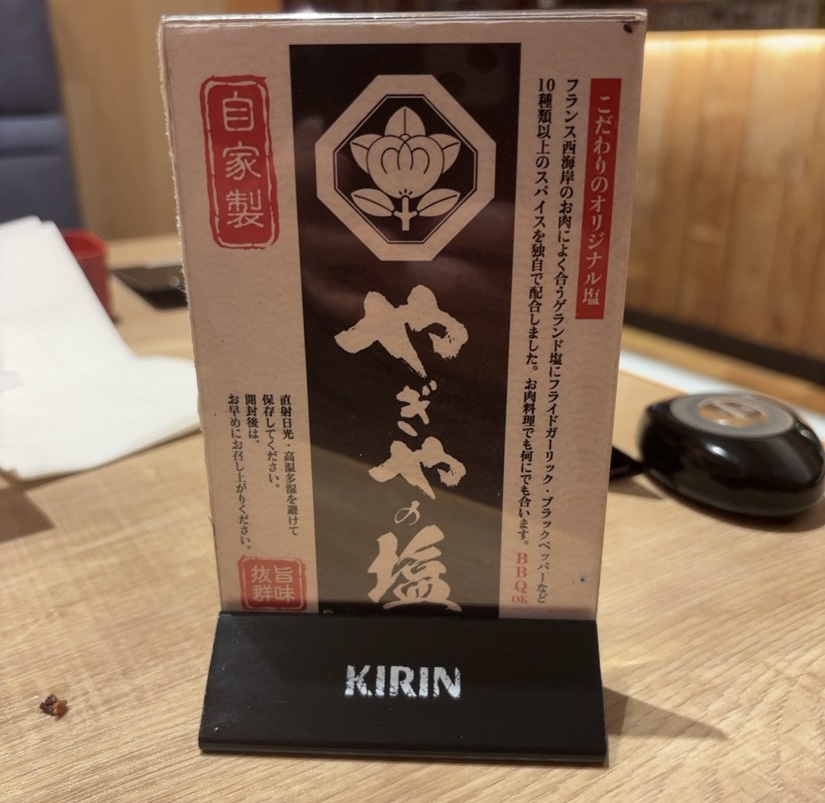 こだわりのオリジナル塩
フランス西海岸のお肉によく合うゲランド塩にフライドガーリック・ブラックペッパーなど
10種類以上のスパイスを独自で配合しました。お肉料理でも何にでも合います。BBQOK
やぎやの塩
自家製
直射日光・高温多湿を避けて
保存してください。
開封後は、
お早めにお召し上がりください。
旨味
抜群
KIRIN